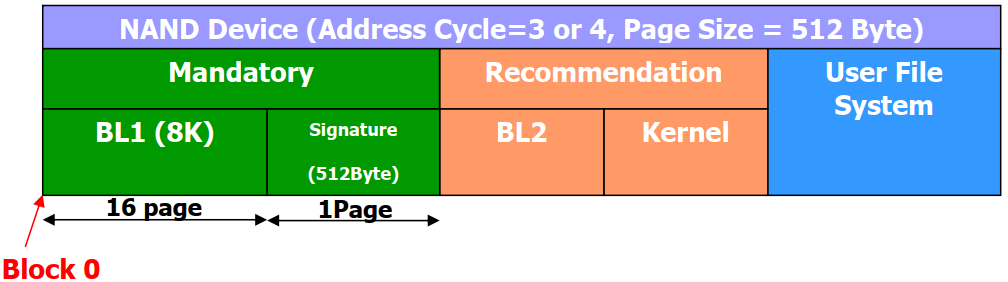 NAND Device (Address Cycle=3 or 4, Page Size = 512 Byte)
Mandatory
Recommendation
User File
System
BL1 (8K)
Signature
(512Byte)
BL2
Kernel
16 page
1Page
Block 0